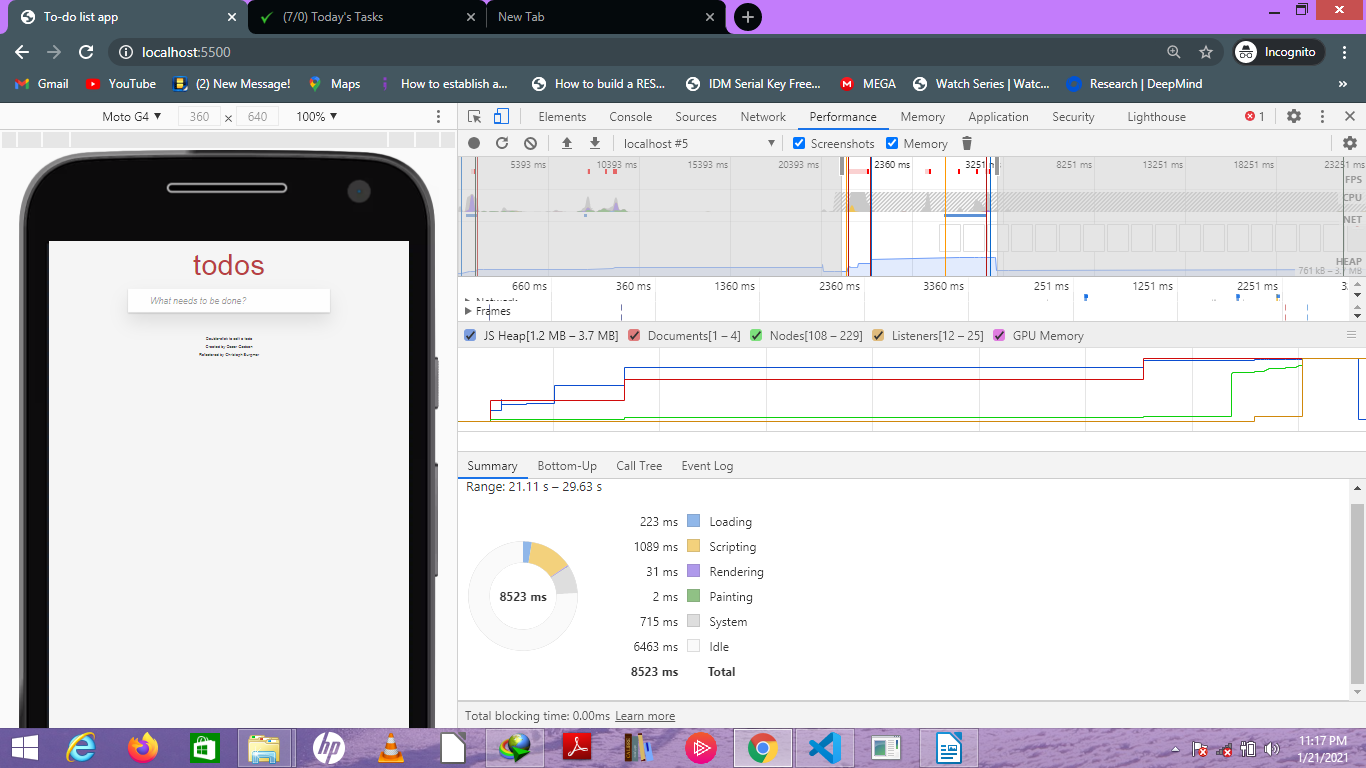 To-do list app
(7/0) Today's Tasks
New Tab
localhost:5500
Incognito
Gmail
YouTube
(2) New Message!
Maps
How to establish a...
How to build a RES...
IDM Serial Key Free...
MEGA
Watch Series | Watc...
Research | DeepMind
»
Moto G4 ▼
360 × 640
100% ▼
Elements
Console
Sources
Network
Performance
Memory
Application
Security
Lighthouse
1
localhost #5
Screenshots
Memory
5393 ms
10393 ms
15393 ms
20393 ms
2360 ms
3251
8251 ms
13251 ms
18251 ms
23251 ms
FPS
CPU
NET
HEAP
761 kB – 3.7 MB
660 ms
360 ms
1360 ms
2360 ms
3360 ms
251 ms
1251 ms
2251 ms
Network
Frames
JS Heap[1.2 MB – 3.7 MB]
Documents[1 – 4]
Nodes[108 – 229]
Listeners[12 – 25]
GPU Memory
Summary
Bottom-Up
Call Tree
Event Log
Range: 21.11 s – 29.63 s
223 ms Loading
1089 ms Scripting
31 ms Rendering
2 ms Painting
715 ms System
6463 ms Idle
8523 ms Total
8523 ms
Total blocking time: 0.00ms Learn more
todos
What needs to be done?
Double-click to edit a todo
Created by Oscar Godson
Refactored by Christoph Burgmer
hp
11:17 PM
1/21/2021